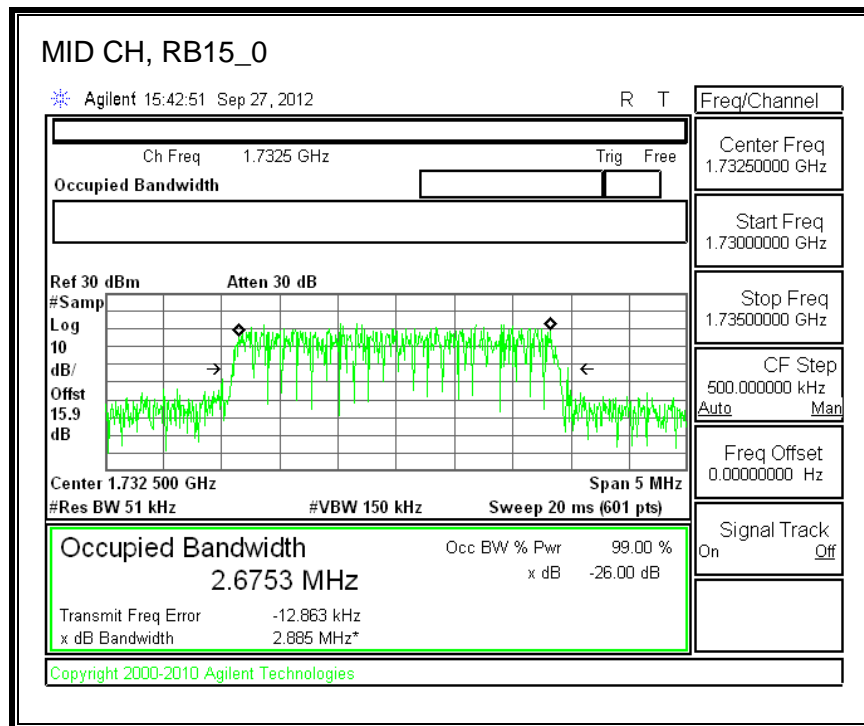 MID CH, RB15_0
Agilent 15:42:51 Sep 27, 2012 R T
Ch Freq 1.7325 GHz Trig Free
Occupied Bandwidth
Ref 30 dBm Atten 30 dB
#Samp
Log
10
dB/
Offst
15.9
dB
Center 1.732 500 GHz Span 5 MHz
#Res BW 51 kHz #VBW 150 kHz Sweep 20 ms (601 pts)
Occupied Bandwidth Occ BW % Pwr 99.00 %
2.6753 MHz x dB -26.00 dB
Transmit Freq Error -12.863 kHz
x dB Bandwidth 2.885 MHz*
Copyright 2000-2010 Agilent Technologies
Freq/Channel
Center Freq
1.73250000 GHz
Start Freq
1.73000000 GHz
Stop Freq
1.73500000 GHz
CF Step
500.000000 kHz
Auto Man
Freq Offset
0.00000000 Hz
Signal Track
On Off